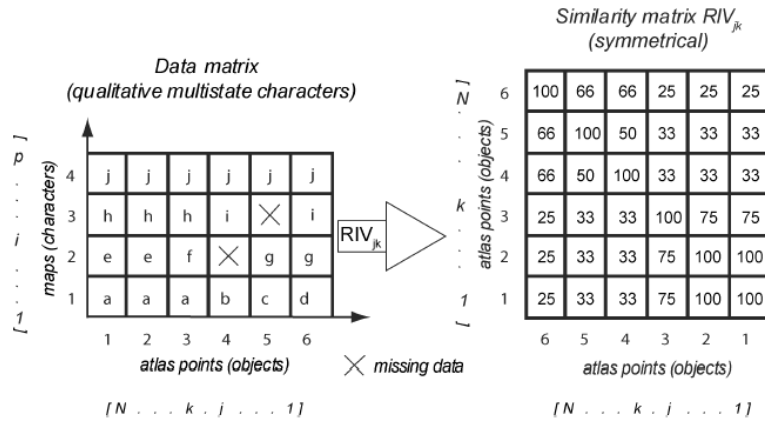 Similarity matrix RIVjk
(symmetrical)
Data matrix
(qualitative multistate characters)
[ 1 . . . i . . . p ]
maps (characters)
4 j j j j j j
3 h h h i i
2 e e f g g
1 a a a b c d
1 2 3 4 5 6
atlas points (objects)
missing data
[ N . . . k . j . . . 1 ]
RIVjk
[ 1 . . . k . . . N ]
atlas points (objects)
6 100 66 66 25 25 25
5 66 100 50 33 33 33
4 66 50 100 33 33 33
3 25 33 33 100 75 75
2 25 33 33 75 100 100
1 25 33 33 75 100 100
6 5 4 3 2 1
atlas points (objects)
[ N . . . k . j . . . 1 ]